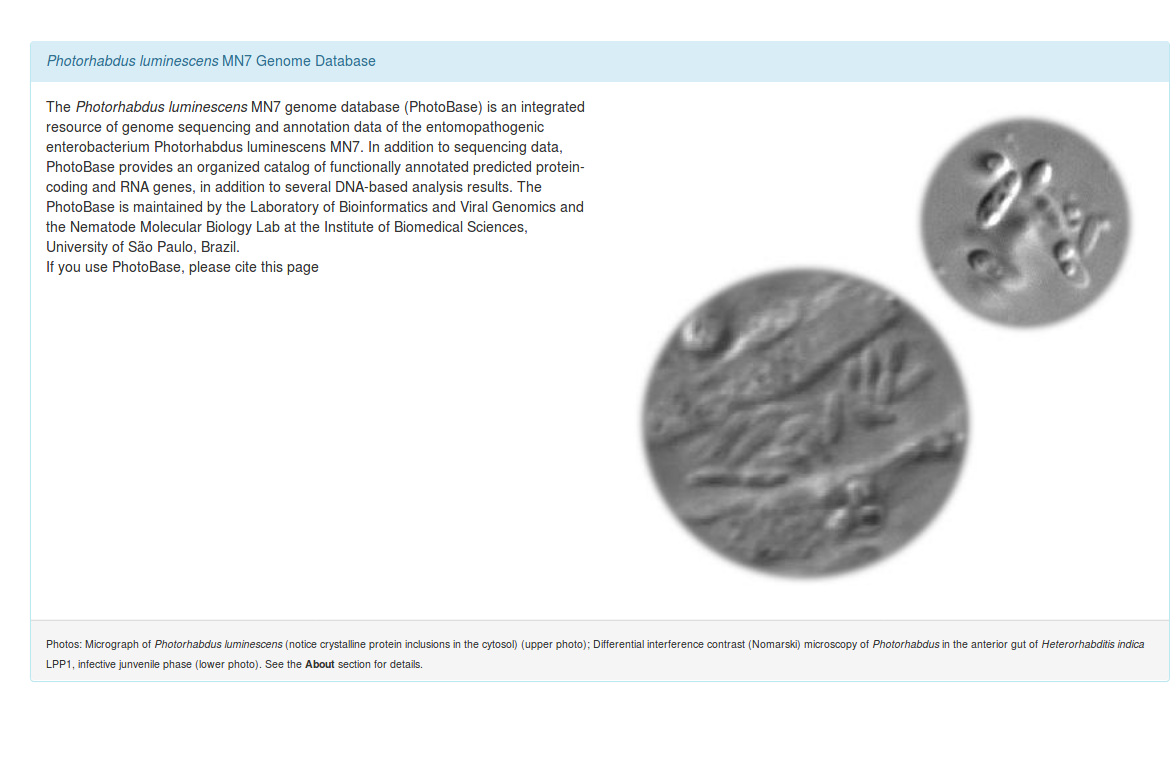 Photorhabdus luminescens MN7 Genome Database
The Photorhabdus luminescens MN7 genome database (PhotoBase) is an integrated
resource of genome sequencing and annotation data of the entomopathogenic
enterobacterium Photorhabdus luminescens MN7. In addition to sequencing data,
PhotoBase provides an organized catalog of functionally annotated predicted protein-
coding and RNA genes, in addition to several DNA-based analysis results. The
PhotoBase is maintained by the Laboratory of Bioinformatics and Viral Genomics and
the Nematode Molecular Biology Lab at the Institute of Biomedical Sciences,
University of São Paulo, Brazil.
If you use PhotoBase, please cite this page
Photos: Micrograph of Photorhabdus luminescens (notice crystalline protein inclusions in the cytosol) (upper photo); Differential interference contrast (Nomarski) microscopy of Photorhabdus in the anterior gut of Heterorhabditis indica
LPP1, infective junvenile phase (lower photo). See the About section for details.